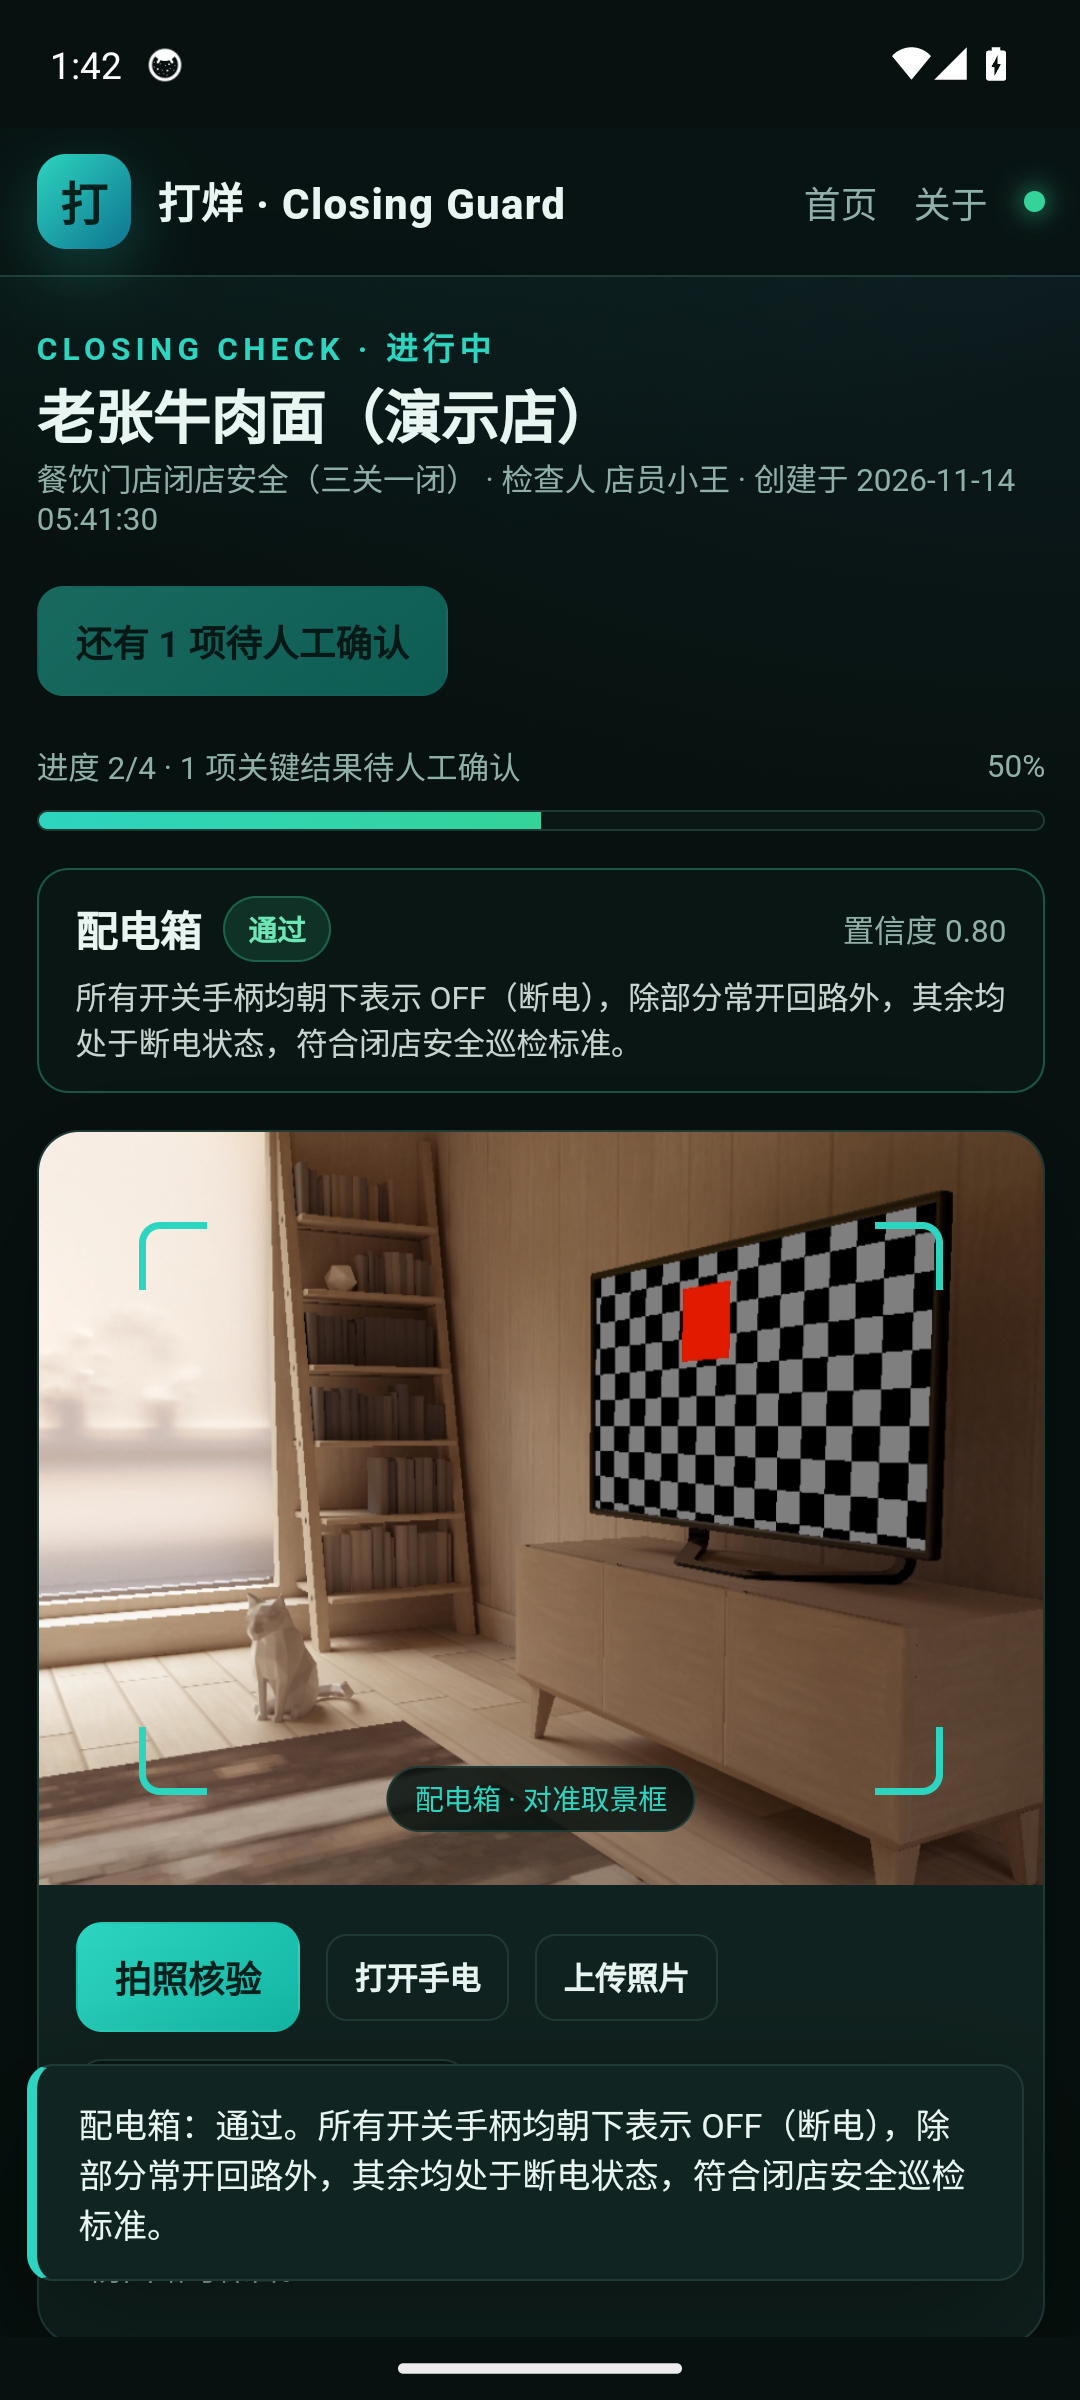 1:42
打
打烊 · Closing Guard
首页
关于
CLOSING CHECK · 进行中
老张牛肉面（演示店）
餐饮门店闭店安全（三关一闭） · 检查人 店员小王 · 创建于 2026-11-14
05:41:30
还有 1 项待人工确认
进度 2/4 · 1 项关键结果待人工确认
50%
配电箱
通过
置信度 0.80
所有开关手柄均朝下表示 OFF（断电），除部分常开回路外，其余均
处于断电状态，符合闭店安全巡检标准。
配电箱 · 对准取景框
拍照核验
打开手电
上传照片
配电箱：通过。所有开关手柄均朝下表示 OFF（断电），除
部分常开回路外，其余均处于断电状态，符合闭店安全巡检
标准。